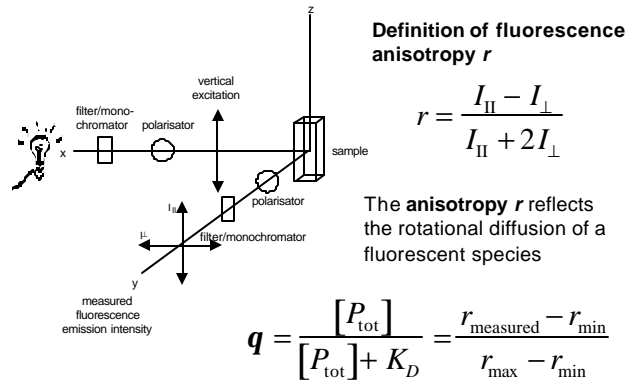 z
Definition of fluorescence
anisotropy r
r = (I_II − I_⊥) / (I_II + 2I_⊥)
vertical
excitation
filter/mono-
chromator
polarisator
x
sample
polarisator
I_II
I_⊥
filter/monochromator
y
measured
fluorescence
emission intensity
The anisotropy r reflects
the rotational diffusion of a
fluorescent species
q = [P_tot] / ([P_tot] + K_D) = (r_measured − r_min) / (r_max − r_min)